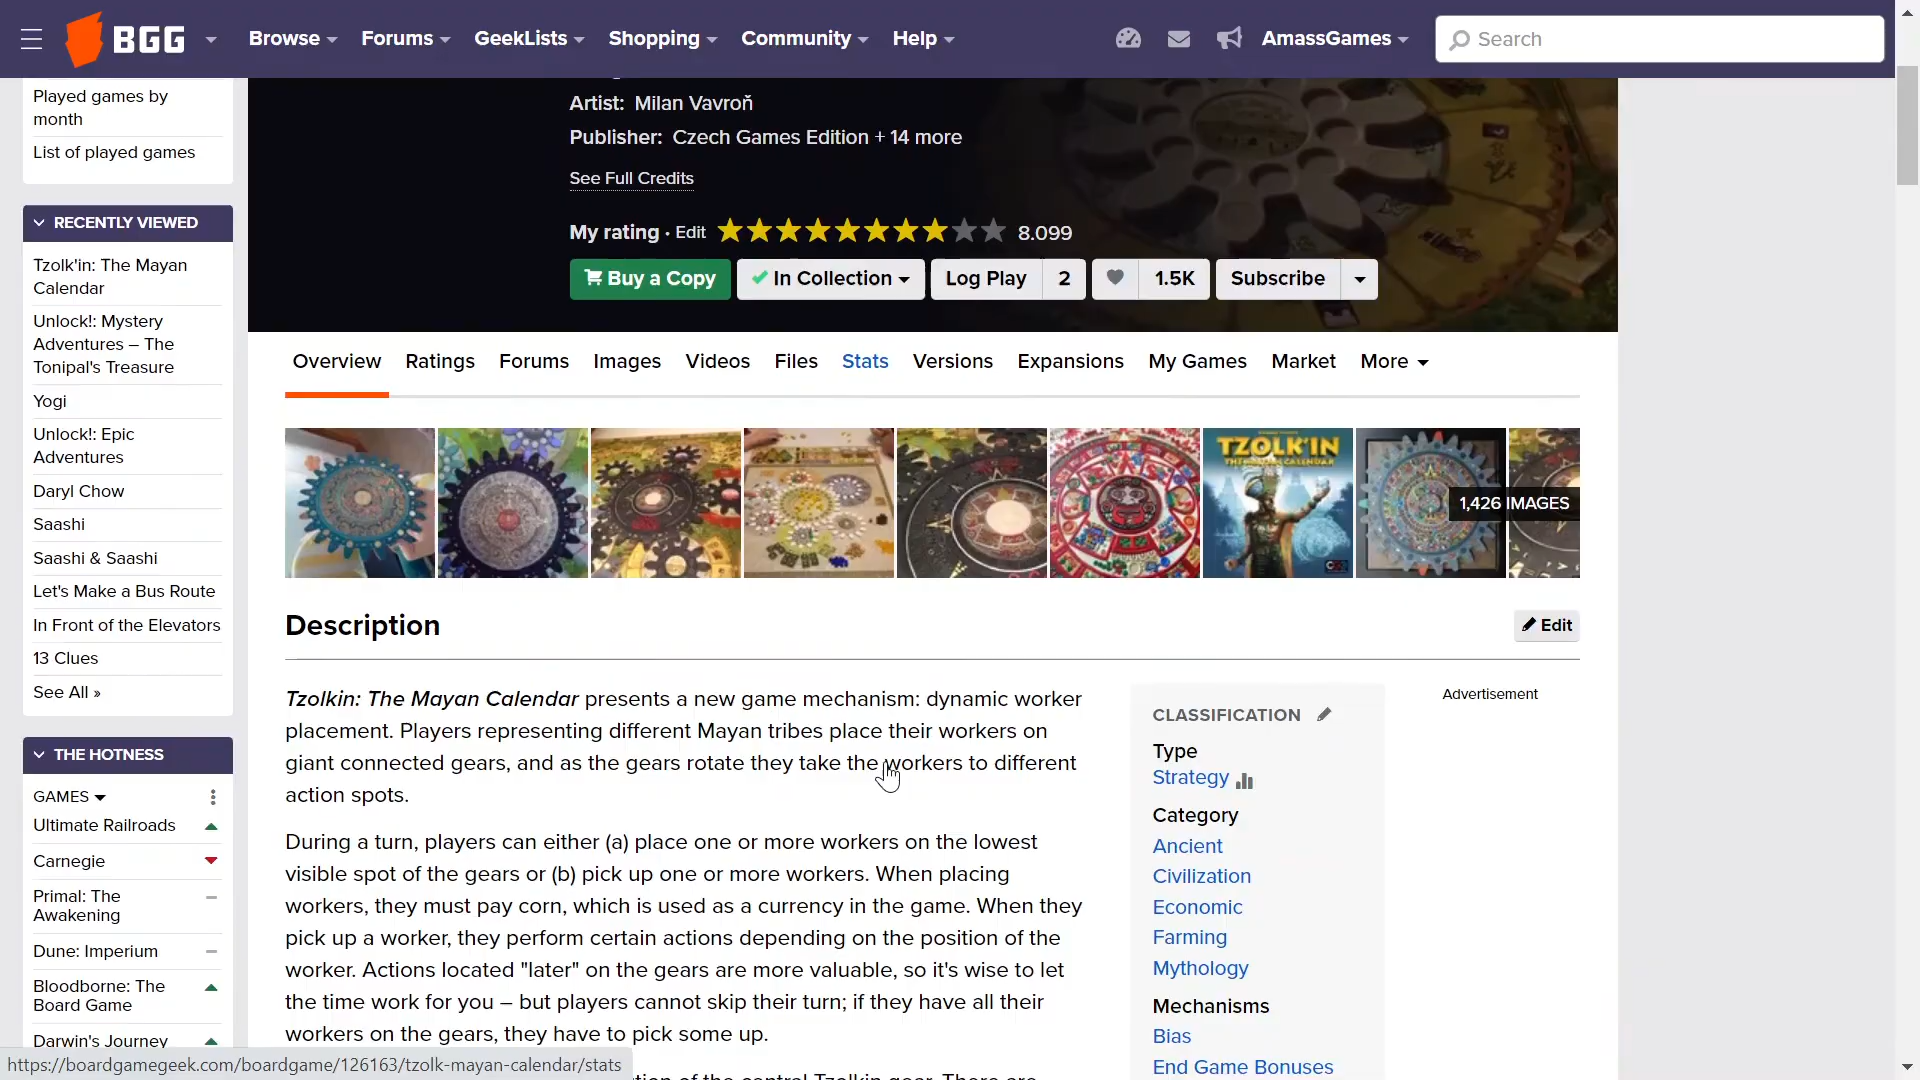 BGG
Browse
Forums
GeekLists
Shopping
Community
Help
AmassGames
Search
Played games by
month
List of played games
RECENTLY VIEWED
Tzolk'in: The Mayan
Calendar
Unlock!: Mystery
Adventures – The
Tonipal's Treasure
Yogi
Unlock!: Epic
Adventures
Daryl Chow
Saashi
Saashi & Saashi
Let's Make a Bus Route
In Front of the Elevators
13 Clues
See All »
THE HOTNESS
GAMES
Ultimate Railroads
Carnegie
Primal: The
Awakening
Dune: Imperium
Bloodborne: The
Board Game
Darwin's Journey
Artist: Milan Vavroň
Publisher: Czech Games Edition + 14 more
See Full Credits
My rating · Edit 8.099
Buy a Copy
In Collection
Log Play 2
1.5K
Subscribe
Overview
Ratings
Forums
Images
Videos
Files
Stats
Versions
Expansions
My Games
Market
More
TZOLK'IN
THE MAYAN CALENDAR
1,426 IMAGES
Description
Edit
Tzolkin: The Mayan Calendar presents a new game mechanism: dynamic worker
placement. Players representing different Mayan tribes place their workers on
giant connected gears, and as the gears rotate they take the workers to different
action spots.
During a turn, players can either (a) place one or more workers on the lowest
visible spot of the gears or (b) pick up one or more workers. When placing
workers, they must pay corn, which is used as a currency in the game. When they
pick up a worker, they perform certain actions depending on the position of the
worker. Actions located "later" on the gears are more valuable, so it's wise to let
the time work for you – but players cannot skip their turn; if they have all their
workers on the gears, they have to pick some up.
CLASSIFICATION
Type
Strategy
Category
Ancient
Civilization
Economic
Farming
Mythology
Mechanisms
Bias
End Game Bonuses
Advertisement
https://boardgamegeek.com/boardgame/126163/tzolk-mayan-calendar/stats